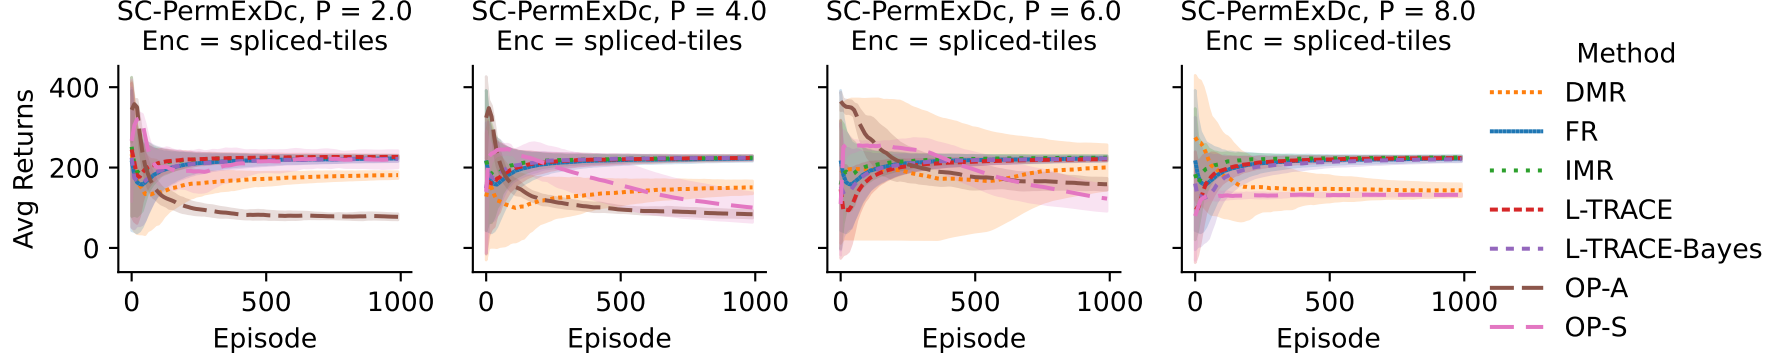 SC-PermExDc, P = 2.0
Enc = spliced-tiles
SC-PermExDc, P = 4.0
Enc = spliced-tiles
SC-PermExDc, P = 6.0
Enc = spliced-tiles
SC-PermExDc, P = 8.0
Enc = spliced-tiles
Avg Returns
400
200
0
0 500 1000
Episode
0 500 1000
Episode
0 500 1000
Episode
0 500 1000
Episode
Method
DMR
FR
IMR
L-TRACE
L-TRACE-Bayes
OP-A
OP-S